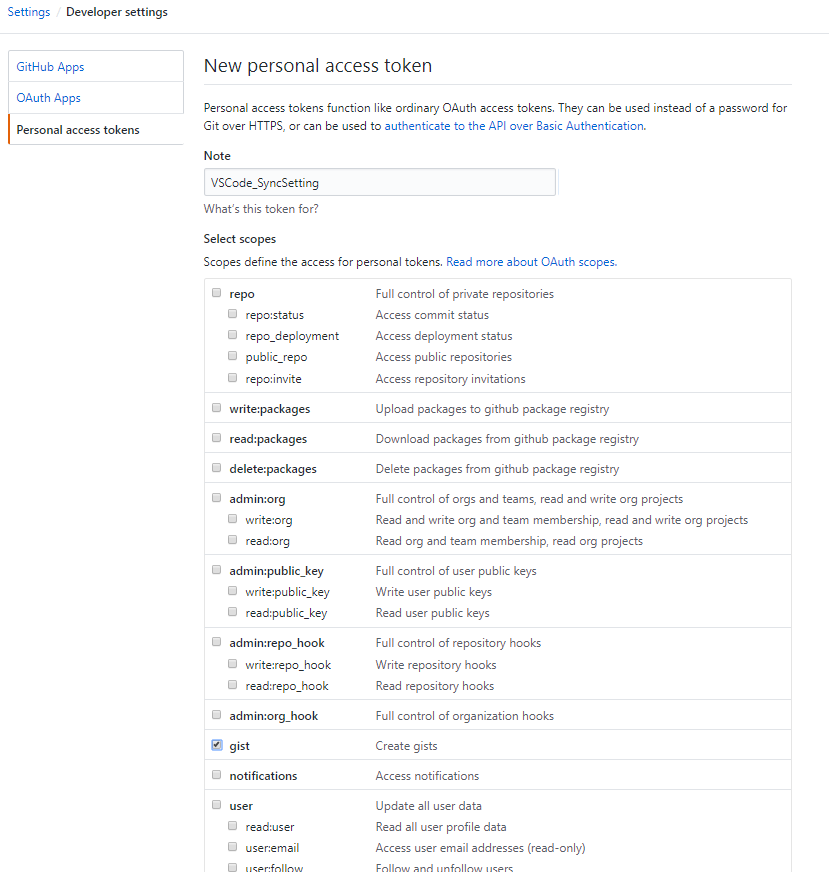 Settings / Developer settings
GitHub Apps
OAuth Apps
Personal access tokens
New personal access token
Personal access tokens function like ordinary OAuth access tokens. They can be used instead of a password for
Git over HTTPS, or can be used to authenticate to the API over Basic Authentication.
Note
VSCode_SyncSetting
What's this token for?
Select scopes
Scopes define the access for personal tokens. Read more about OAuth scopes.
repo Full control of private repositories
repo:status Access commit status
repo_deployment Access deployment status
public_repo Access public repositories
repo:invite Access repository invitations
write:packages Upload packages to github package registry
read:packages Download packages from github package registry
delete:packages Delete packages from github package registry
admin:org Full control of orgs and teams, read and write org projects
write:org Read and write org and team membership, read and write org projects
read:org Read org and team membership, read org projects
admin:public_key Full control of user public keys
write:public_key Write user public keys
read:public_key Read user public keys
admin:repo_hook Full control of repository hooks
write:repo_hook Write repository hooks
read:repo_hook Read repository hooks
admin:org_hook Full control of organization hooks
gist Create gists
notifications Access notifications
user Update all user data
read:user Read all user profile data
user:email Access user email addresses (read-only)
user:follow Follow and unfollow users